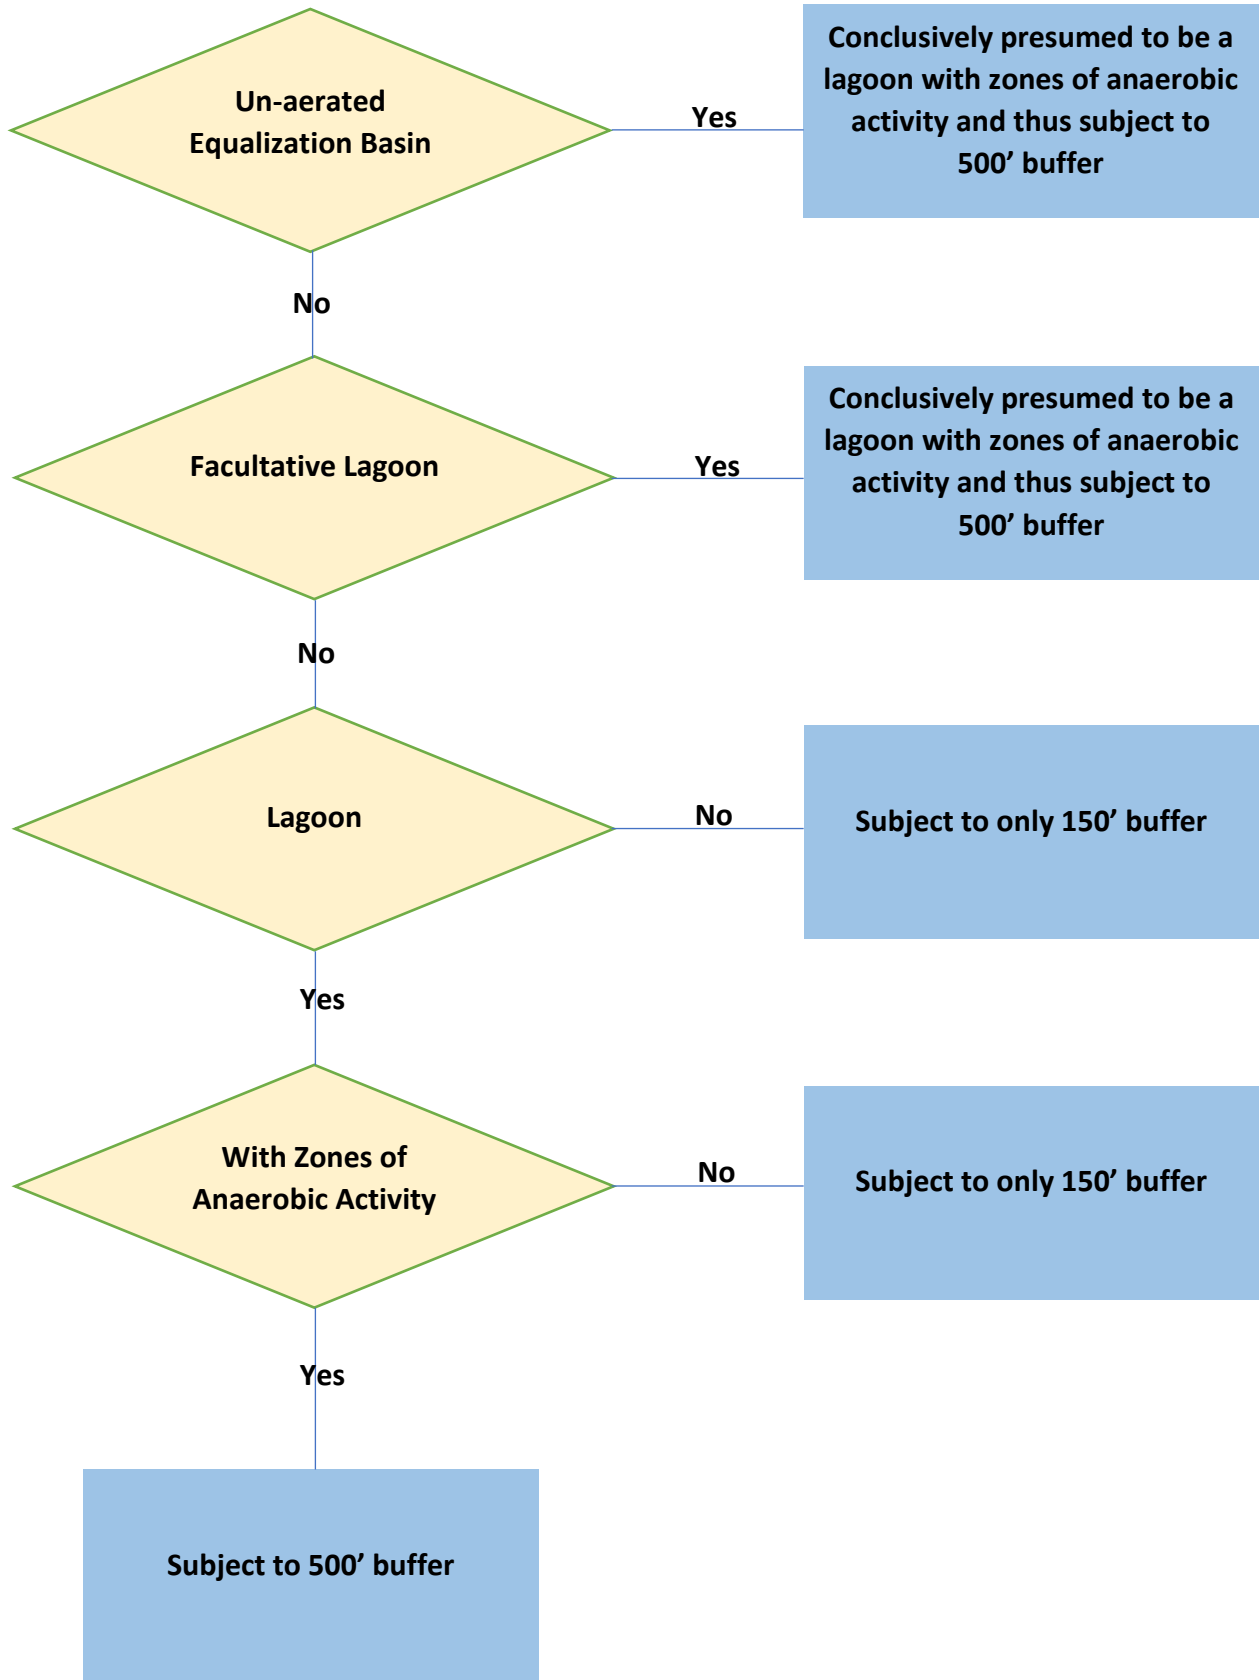 Un-aerated
Equalization Basin
Yes
Conclusively presumed to be a
lagoon with zones of anaerobic
activity and thus subject to
500’ buffer
No
Facultative Lagoon
Yes
Conclusively presumed to be a
lagoon with zones of anaerobic
activity and thus subject to
500’ buffer
No
Lagoon
No
Subject to only 150’ buffer
Yes
With Zones of
Anaerobic Activity
No
Subject to only 150’ buffer
Yes
Subject to 500’ buffer